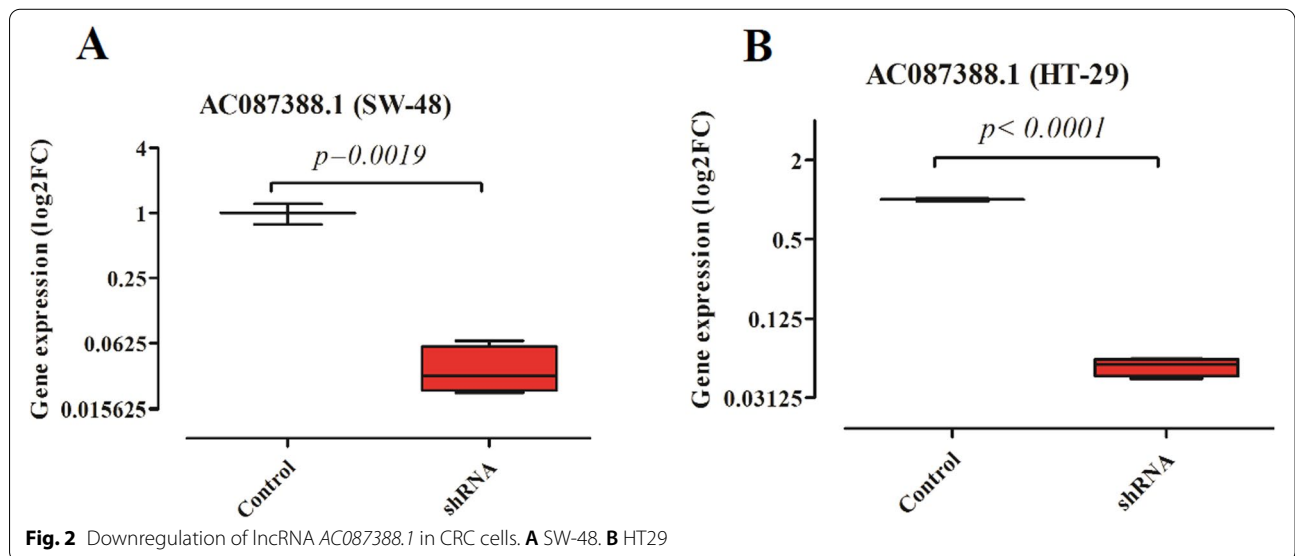 A
AC087388.1 (SW-48)
p–0.0019
Gene expression (log2FC)
4
1
0.25
0.0625
0.015625
Control
shRNA
B
AC087388.1 (HT-29)
p< 0.0001
Gene expression (log2FC)
2
0.5
0.125
0.03125
Control
shRNA
Fig. 2 Downregulation of lncRNA AC087388.1 in CRC cells. A SW-48. B HT29